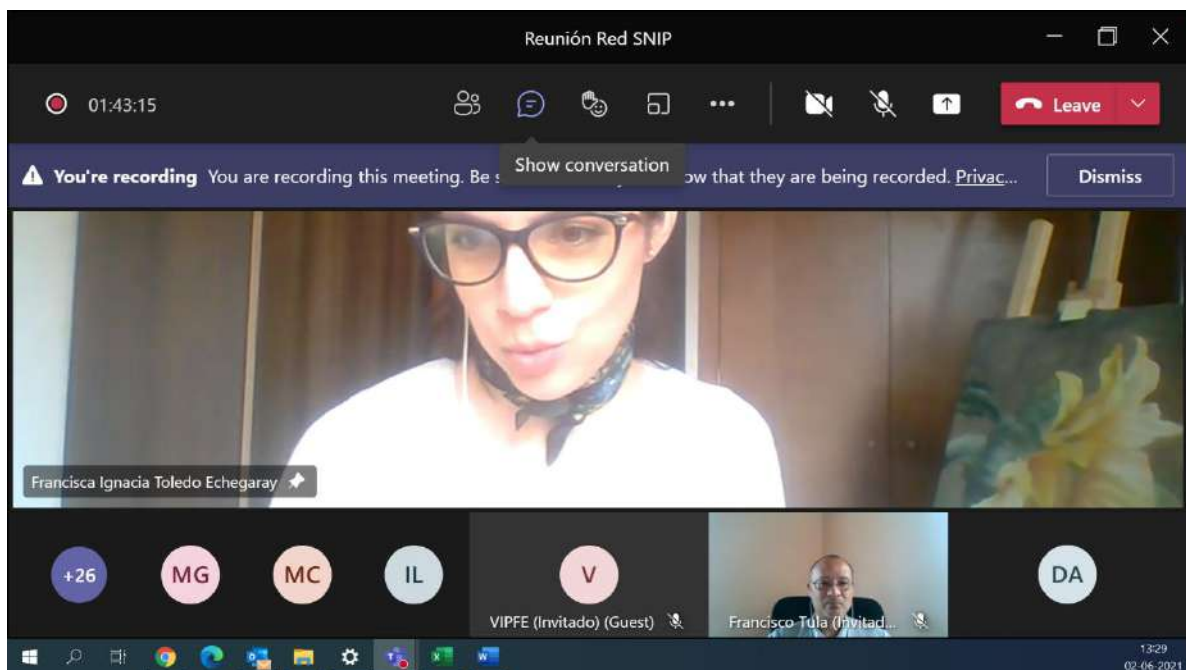 Reunión Red SNIP
01:43:15
Leave
Show conversation
You're recording You are recording this meeting. Be ow that they are being recorded. Privac...
Dismiss
Francisca Ignacia Toledo Echegaray
+26
MG
MC
IL
V
VIPFE (Invitado) (Guest)
Francisco Tula (Invitad...
DA
13:29
02-06-2021